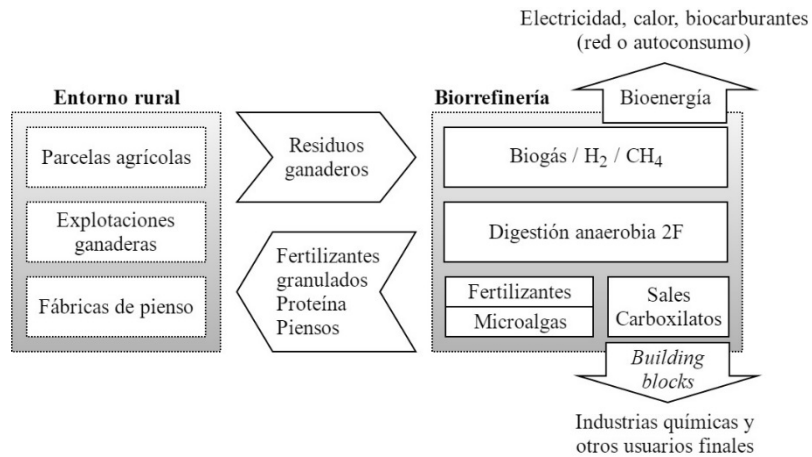 Electricidad, calor, biocarburantes
(red o autoconsumo)
Bioenergía
Entorno rural
Parcelas agrícolas
Explotaciones
ganaderas
Fábricas de pienso
Residuos
ganaderos
Fertilizantes
granulados
Proteína
Piensos
Biorrefinería
Biogás / H2 / CH4
Digestión anaerobia 2F
Fertilizantes
Microalgas
Sales
Carboxilatos
Building
blocks
Industrias químicas y
otros usuarios finales